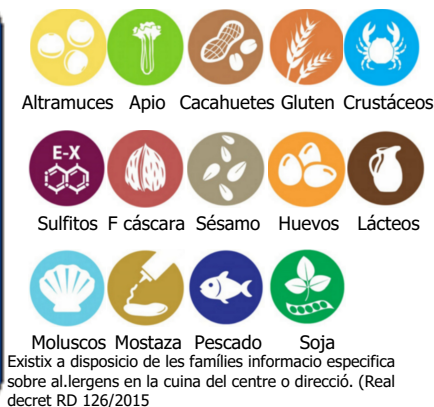 Altramuces Apio Cacahuetes Gluten Crustáceos
E-X
Sulfitos F cáscara Sésamo Huevos Lácteos
Moluscos Mostaza Pescado Soja
Existix a disposicio de les famílies informacio especifica
sobre al.lergens en la cuina del centre o direcció. (Real
decret RD 126/2015